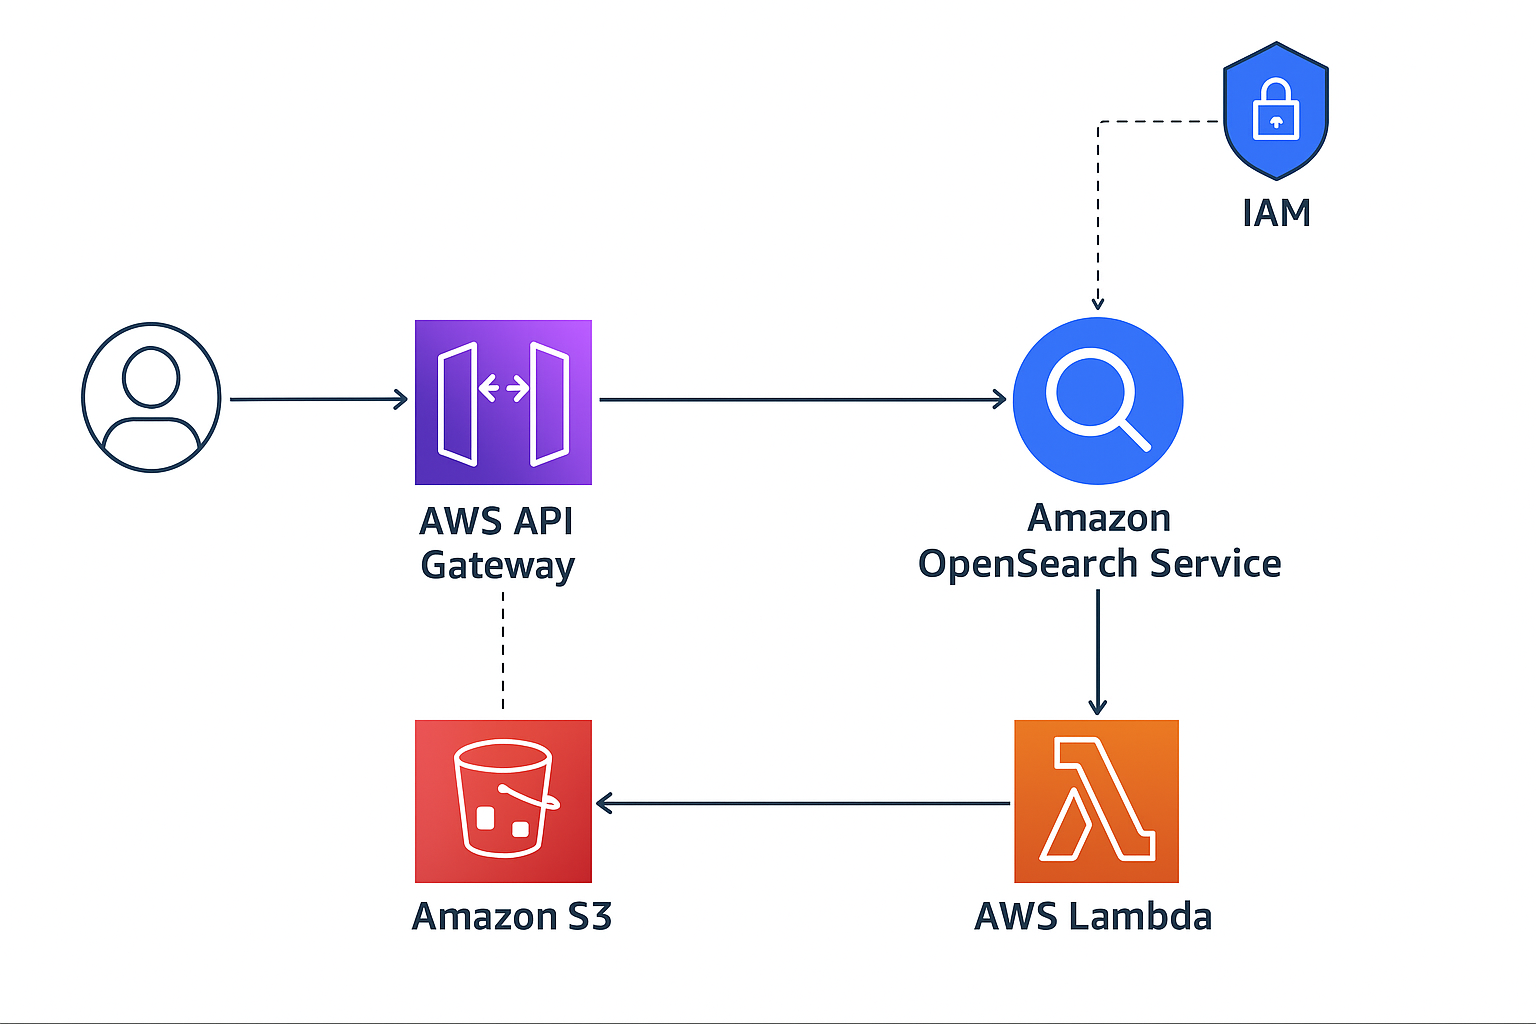 IAM
AWS API
Gateway
Amazon
OpenSearch Service
Amazon S3
AWS Lambda